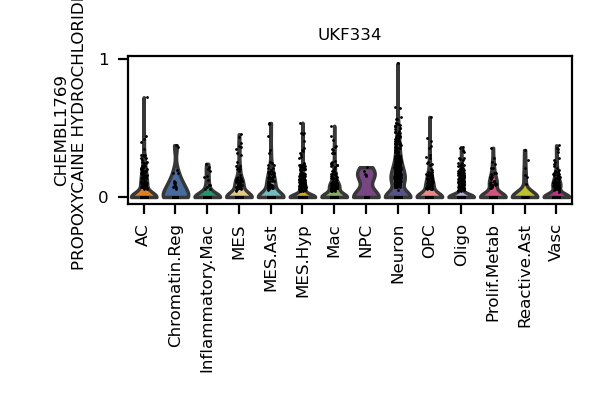 UKF334
CHEMBL1769
PROPOXYCAINE HYDROCHLORIDE
1
0
AC
Chromatin.Reg
Inflammatory.Mac
MES
MES.Ast
MES.Hyp
Mac
NPC
Neuron
OPC
Oligo
Prolif.Metab
Reactive.Ast
Vasc